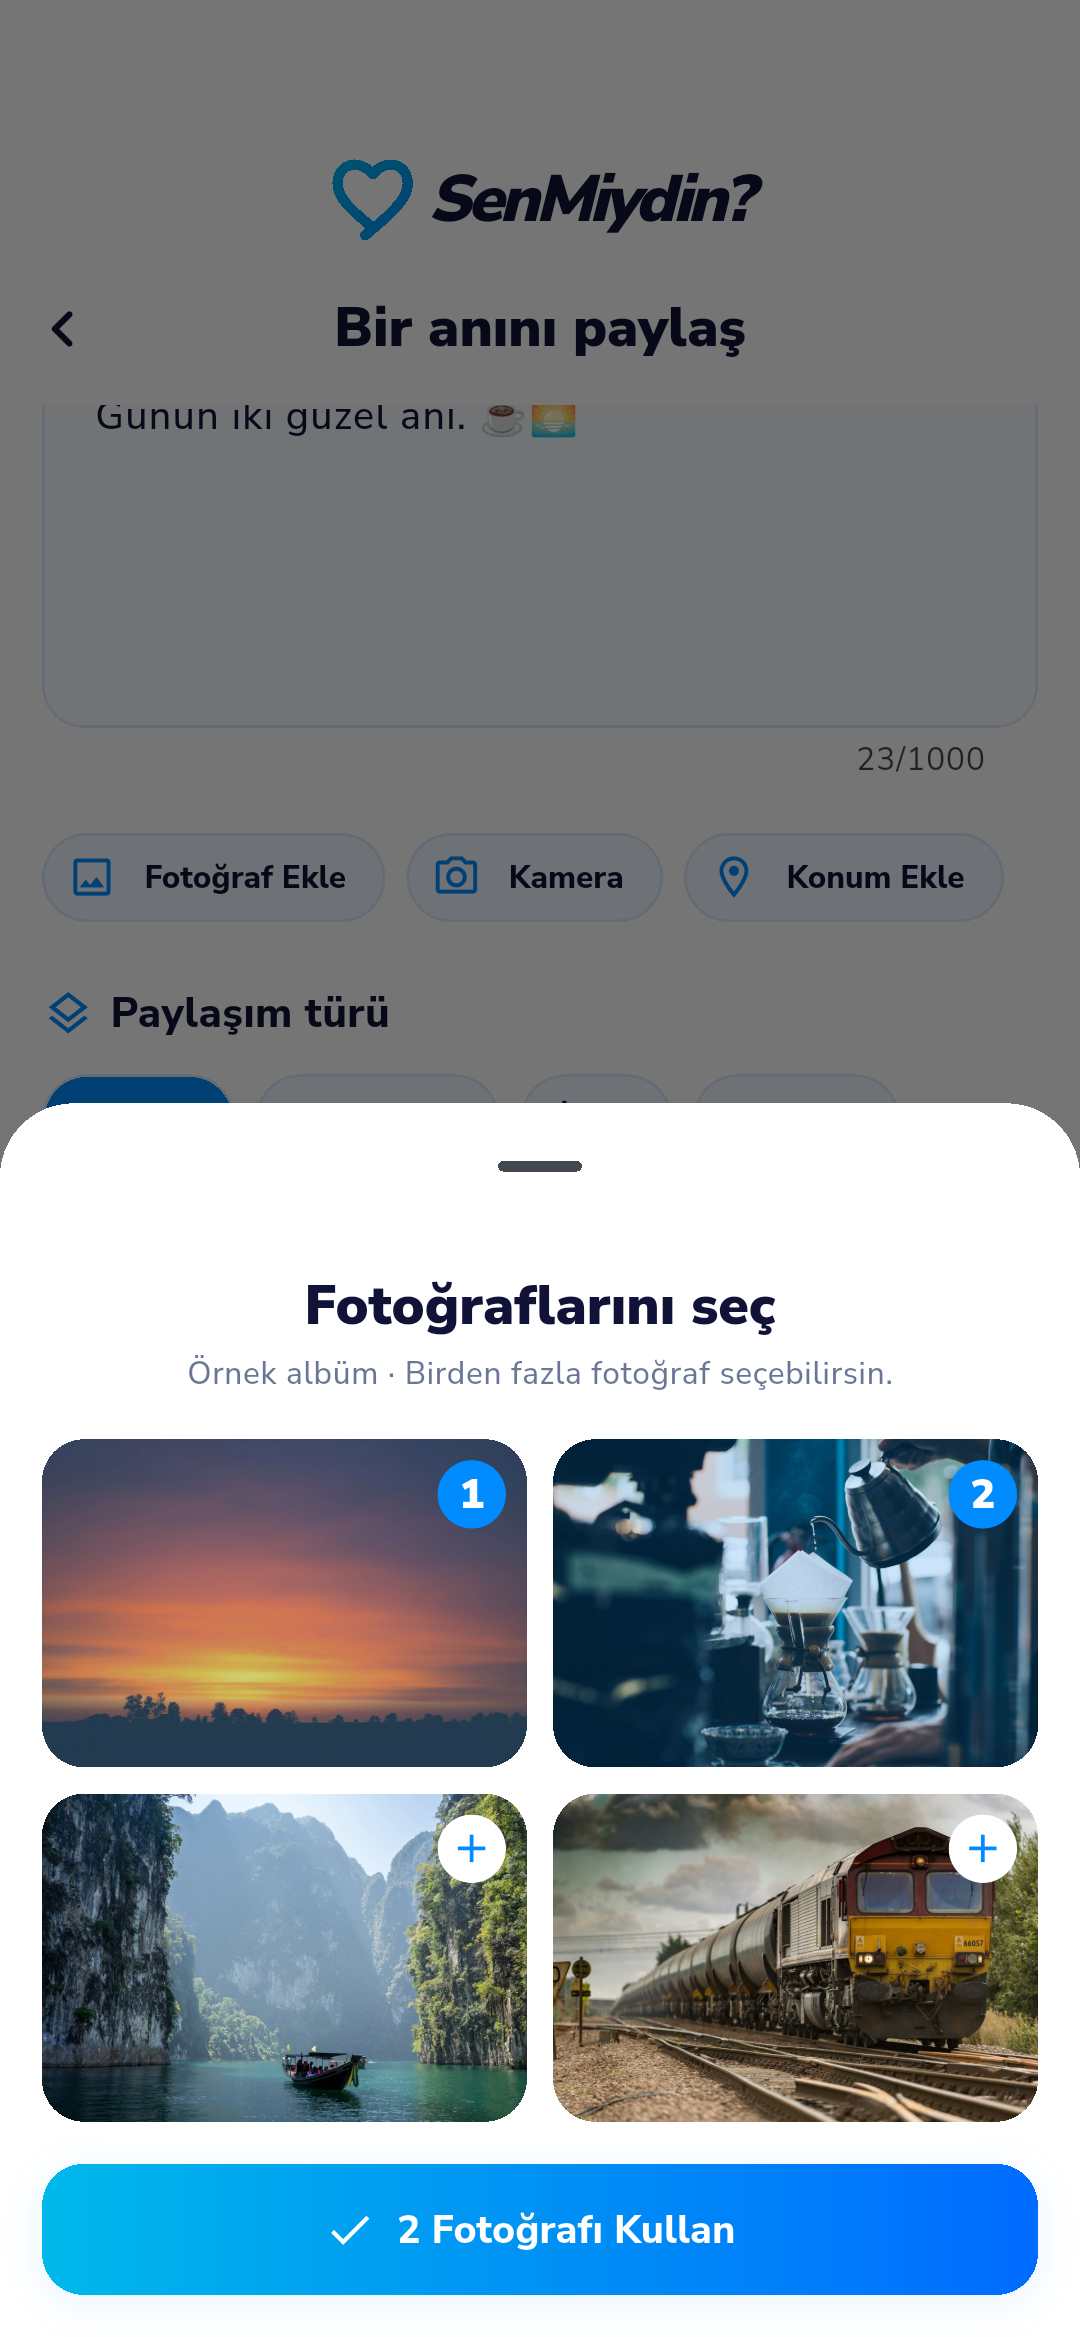 SenMiydin?
Bir anını paylaş
Günün iki güzel anı. ☕🌅
23/1000
Fotoğraf Ekle
Kamera
Konum Ekle
Paylaşım türü
Fotoğraflarını seç
Örnek albüm · Birden fazla fotoğraf seçebilirsin.
1
2
66057
2 Fotoğrafı Kullan